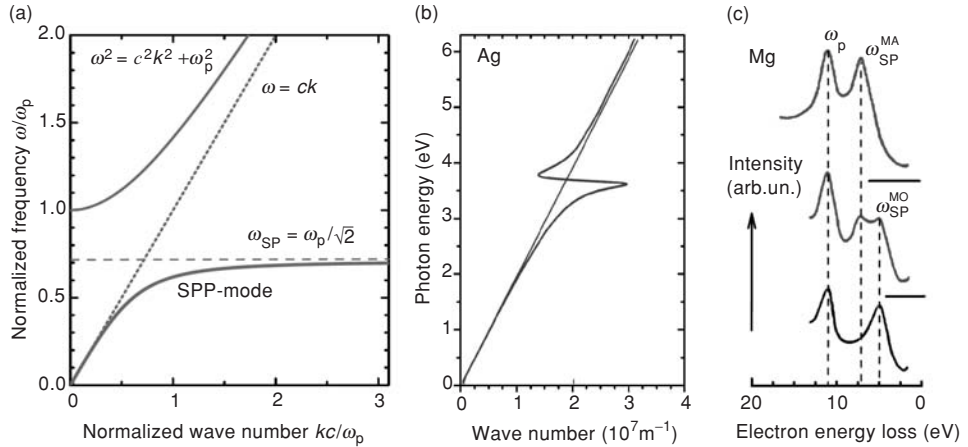 (a)
2.0
1.5
1.0
0.5
0.0
0
1
2
3
Normalized frequency ω/ωp
Normalized wave number kc/ωp
ω² = c²k² + ωp²
ω = ck
ωSP = ωp/√2
SPP-mode
(b)
Ag
6
5
4
3
2
1
0
0
1
2
3
4
Photon energy (eV)
Wave number (10⁷m⁻¹)
(c)
Mg
ωp
ωSP^MA
Intensity
(arb.un.)
ωSP^MO
20
10
0
Electron energy loss (eV)